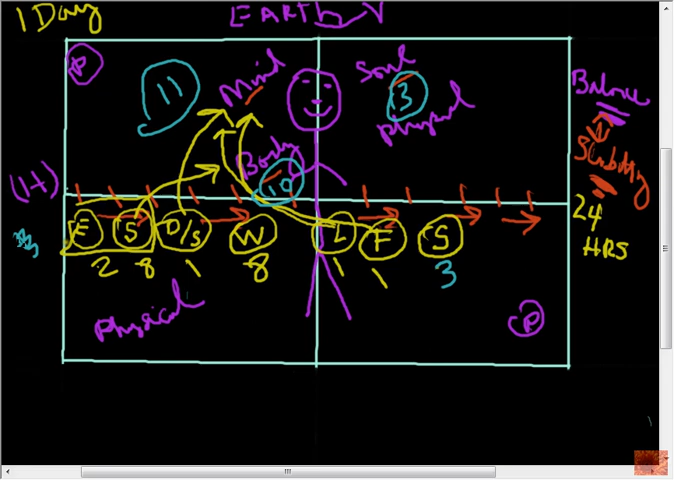 1 Day
EARTH
P
11
Mind
Soul
13
physical
Balance
Body
10
Stability
(1+)
24
HRS
E S D/S W L F S
2 8 1 8 1 1 3
physical
P